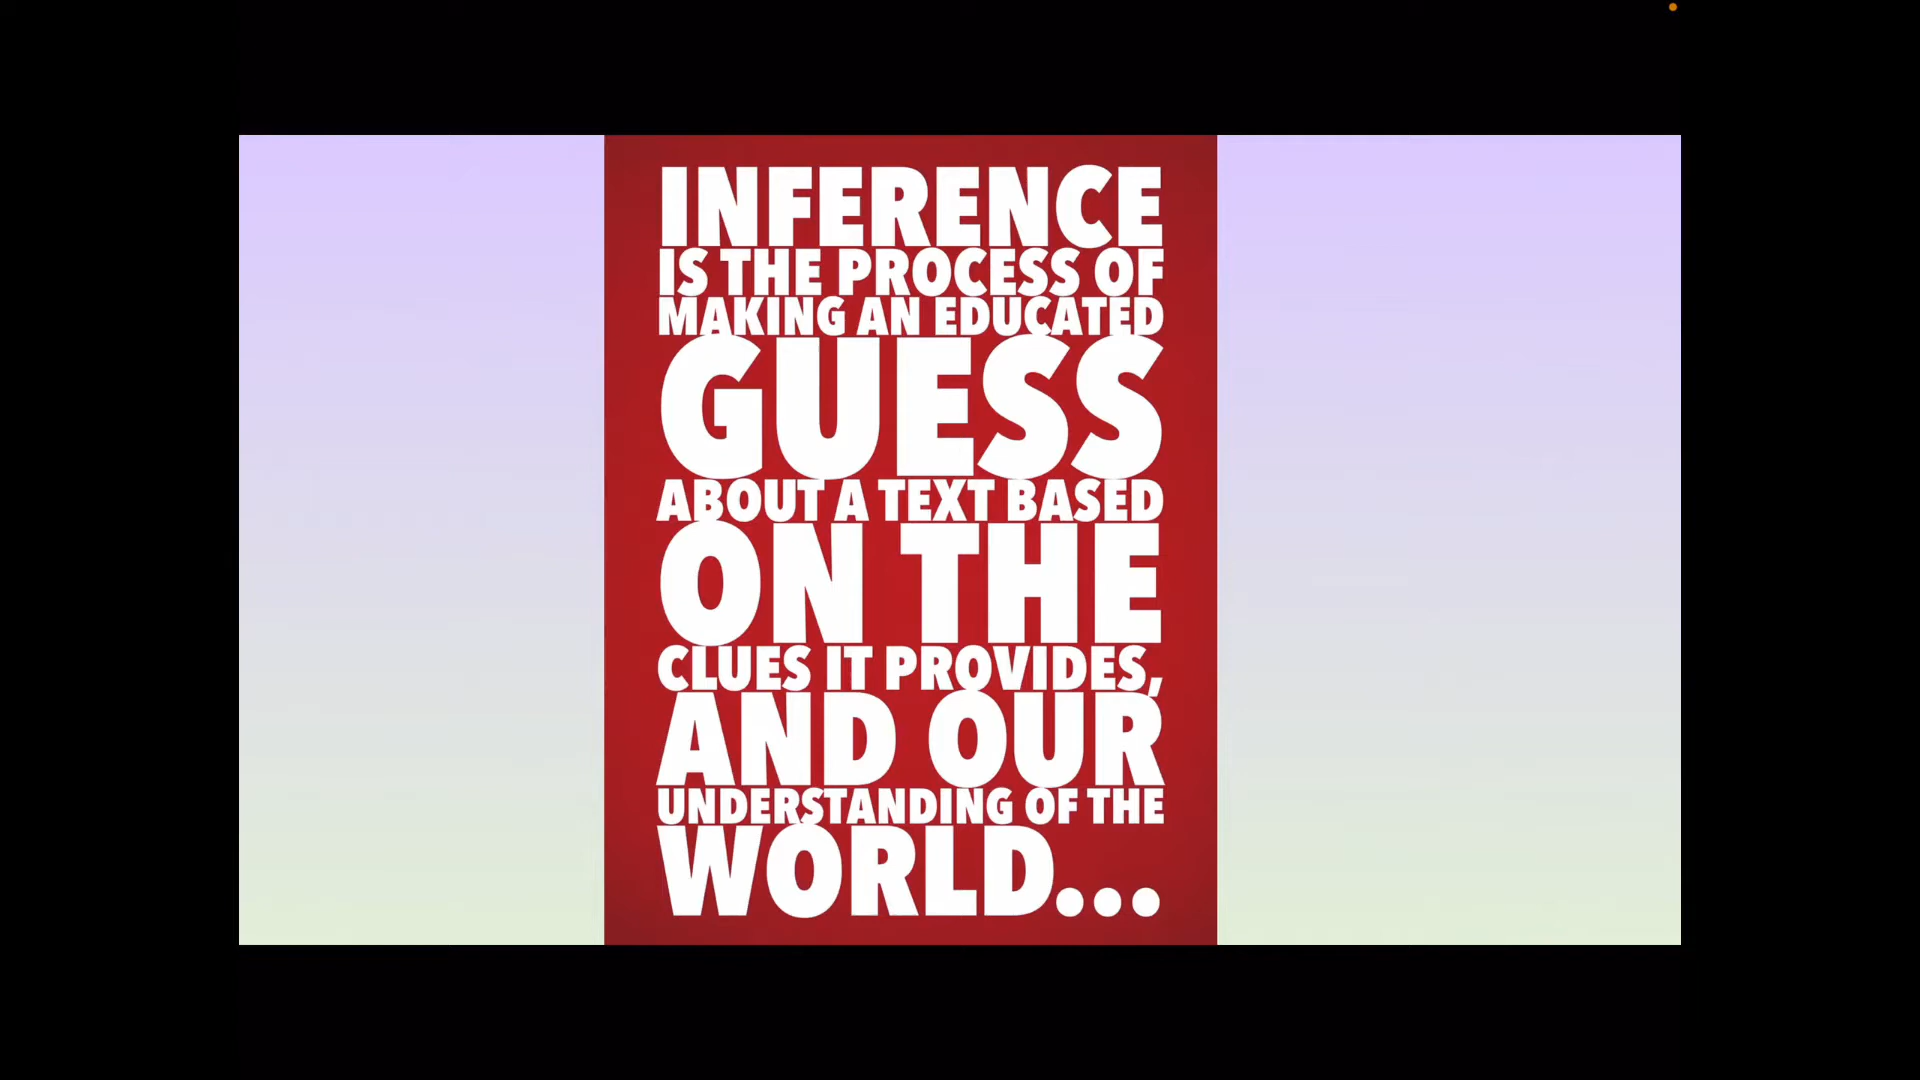 INFERENCE
IS THE PROCESS OF
MAKING AN EDUCATED
GUESS
ABOUT A TEXT BASED
ON THE
CLUES IT PROVIDES,
AND OUR
UNDERSTANDING OF THE
WORLD...